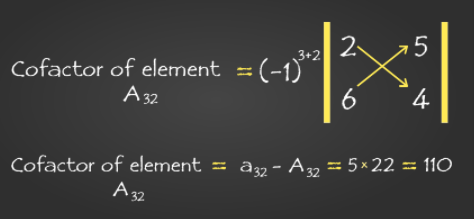 Cofactor of element A₃₂ = (-1)³⁺² | 2 5
6 4 |
Cofactor of element A₃₂ = a₃₂ - A₃₂ = 5 × 22 = 110